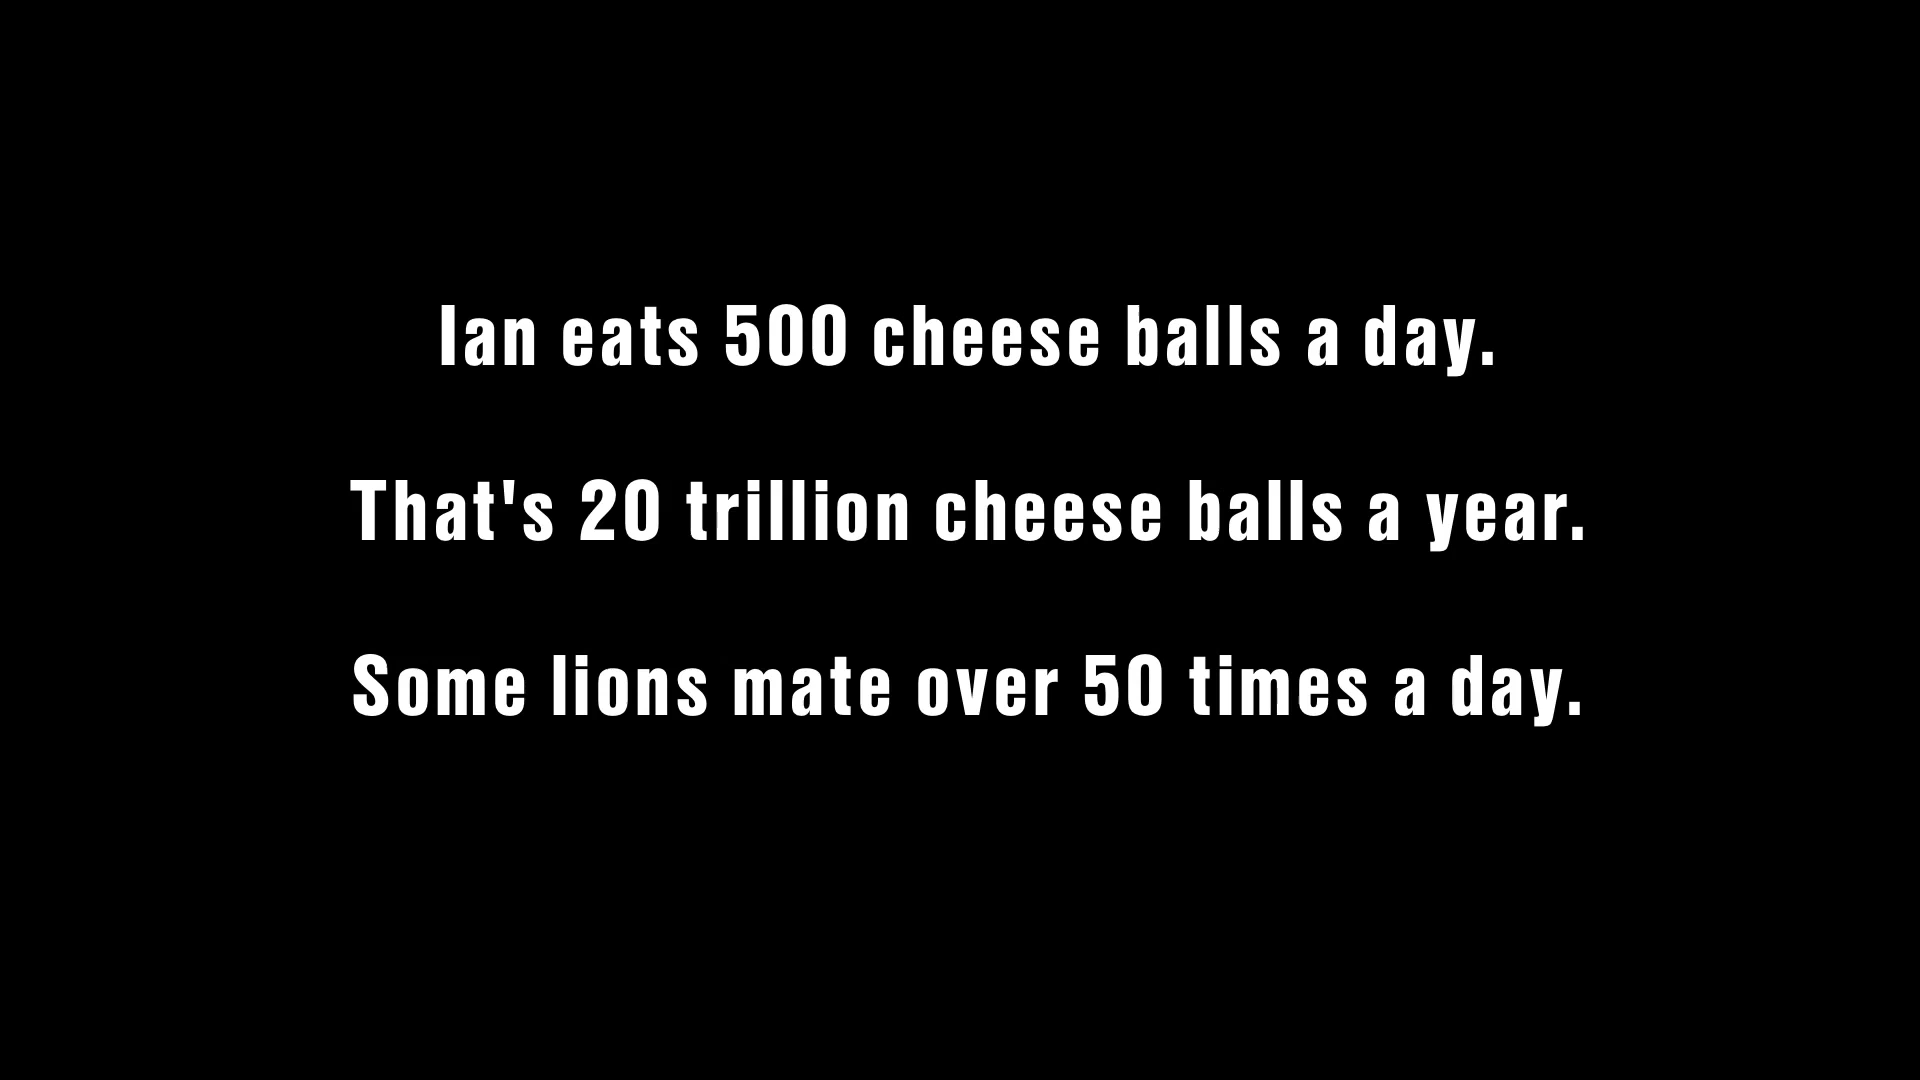 Ian eats 500 cheese balls a day.
That's 20 trillion cheese balls a year.
Some lions mate over 50 times a day.